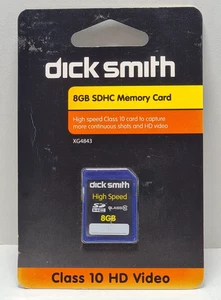 dick smith
8GB SDHC Memory Card
High speed Class 10 card to capture
more continuous shots and HD video
XG4843
dick smith
High Speed
8GB
Class 10 HD Video